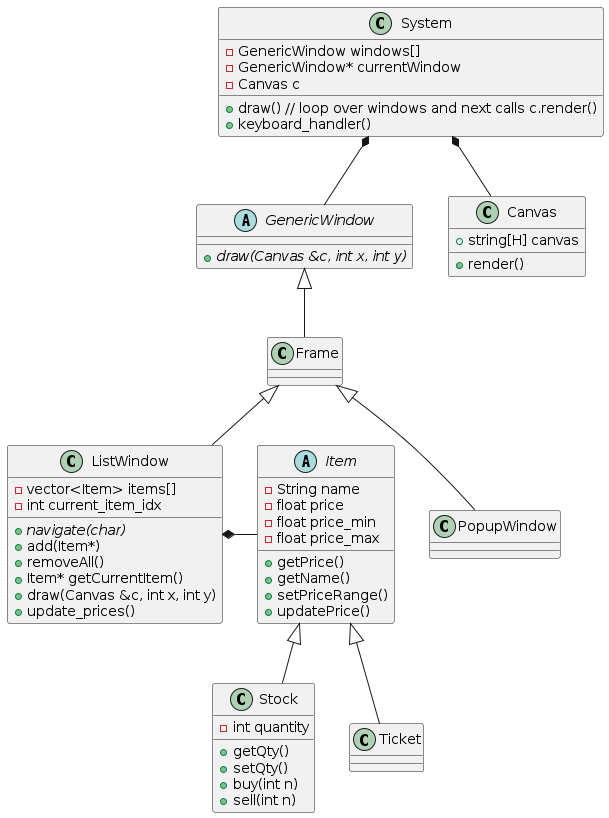 C System
GenericWindow windows[]
GenericWindow* currentWindow
Canvas c
draw() // loop over windows and next calls c.render()
keyboard_handler()
A GenericWindow
draw(Canvas &c, int x, int y)
C Canvas
string[H] canvas
render()
C Frame
C ListWindow
vector<Item> items[]
int current_item_idx
navigate(char)
add(Item*)
removeAll()
Item* getCurrentItem()
draw(Canvas &c, int x, int y)
update_prices()
A Item
String name
float price
float price_min
float price_max
getPrice()
getName()
setPriceRange()
updatePrice()
C PopupWindow
C Stock
int quantity
getQty()
setQty()
buy(int n)
sell(int n)
C Ticket